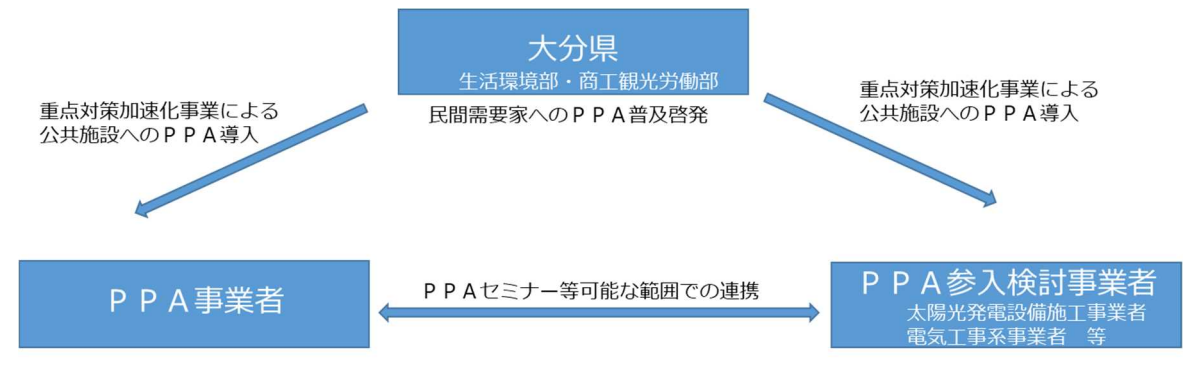 大分県
生活環境部・商工観光労働部
民間需要家へのＰＰＡ普及啓発
重点対策加速化事業による
公共施設へのＰＰＡ導入
重点対策加速化事業による
公共施設へのＰＰＡ導入
ＰＰＡ事業者
ＰＰＡセミナー等可能な範囲での連携
ＰＰＡ参入検討事業者
太陽光発電設備施工事業者
電気工事系事業者　等